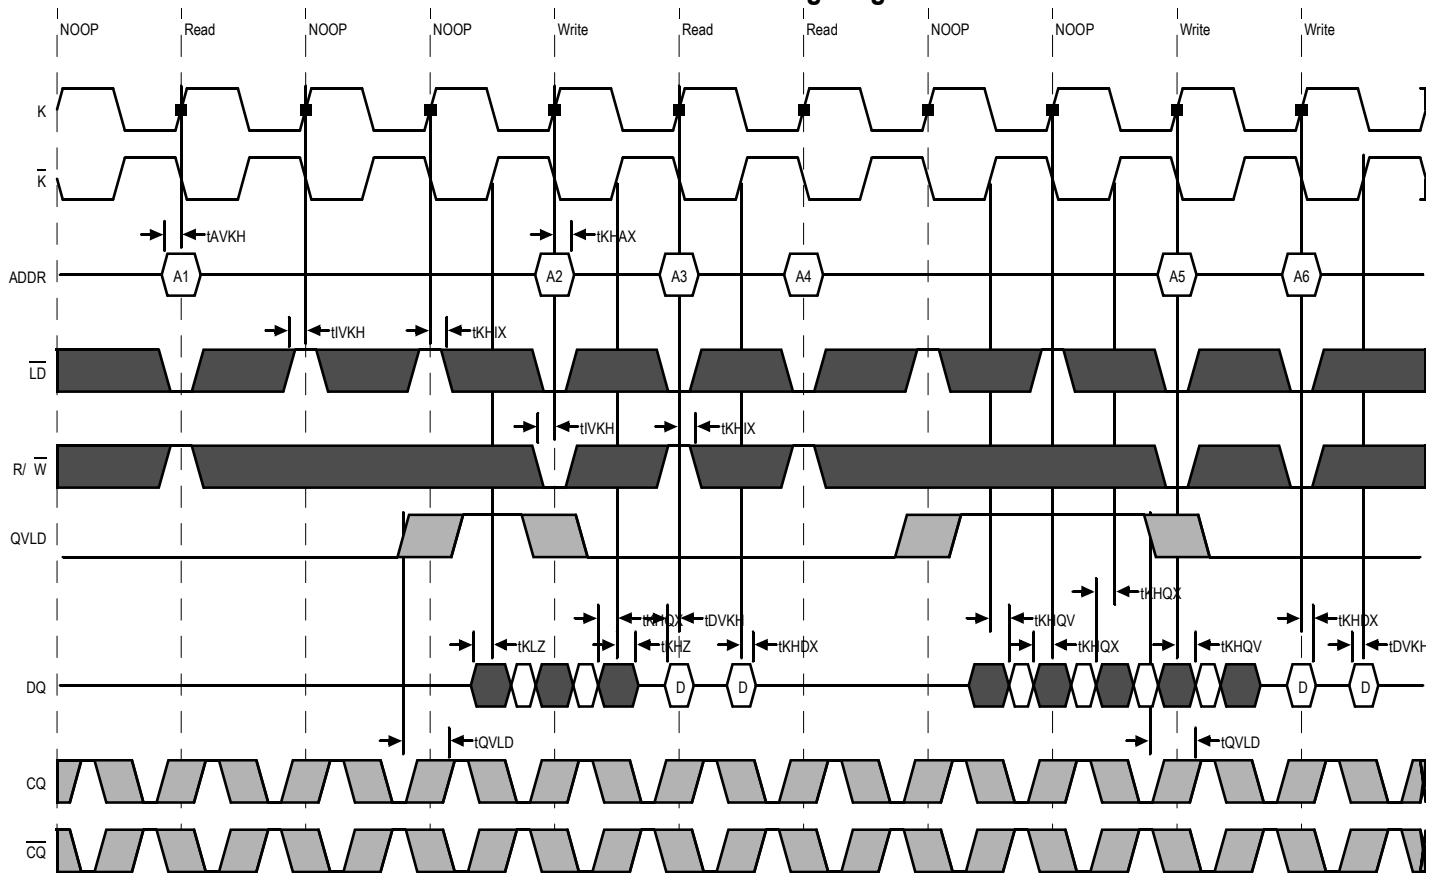 NOOP Read NOOP NOOP Write Read Read NOOP NOOP Write Write
K
K
tAVKH tKHAX
ADDR A1 A2 A3 A4 A5 A6
tIVKH tKHIX
LD
tIVKH tKHIX
R/ W
QVLD
tKHQX
tKHQX tDVKH tKHQV tKHDX
tKLZ tKHZ tKHDX tKHQX tKHQV tDVKH
DQ D D D D
tQVLD tQVLD
CQ
CQ